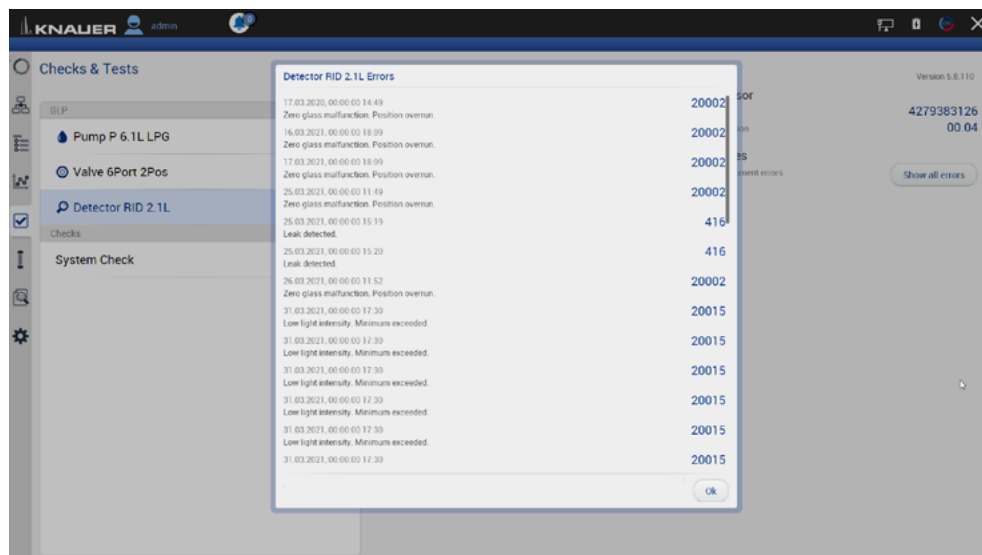 KNAUER admin
Checks & Tests
Version 5.8.110
GLP
Pump P 6.1L LPG
Valve 6Port 2Pos
Detector RID 2.1L
Checks
System Check
4279383126
00.04
Show all errors
Detector RID 2.1L Errors
17.03.2020, 00:00:00 14:49
20002
Zero glass malfunction. Position overrun.
16.03.2021, 00:00:00 18:09
20002
Zero glass malfunction. Position overrun.
17.03.2021, 00:00:00 18:09
20002
Zero glass malfunction. Position overrun.
25.03.2021, 00:00:00 11:49
20002
Zero glass malfunction. Position overrun.
25.03.2021, 00:00:00 15:19
416
Leak detected.
25.03.2021, 00:00:00 15:20
416
Leak detected.
26.03.2021, 00:00:00 11:52
20002
Zero glass malfunction. Position overrun.
31.03.2021, 00:00:00 17:30
20015
Low light intensity. Minimum exceeded.
31.03.2021, 00:00:00 17:30
20015
Low light intensity. Minimum exceeded.
31.03.2021, 00:00:00 17:30
20015
Low light intensity. Minimum exceeded.
31.03.2021, 00:00:00 17:30
20015
Low light intensity. Minimum exceeded.
31.03.2021, 00:00:00 17:30
20015
Low light intensity. Minimum exceeded.
31.03.2021, 00:00:00 17:30
20015
Ok